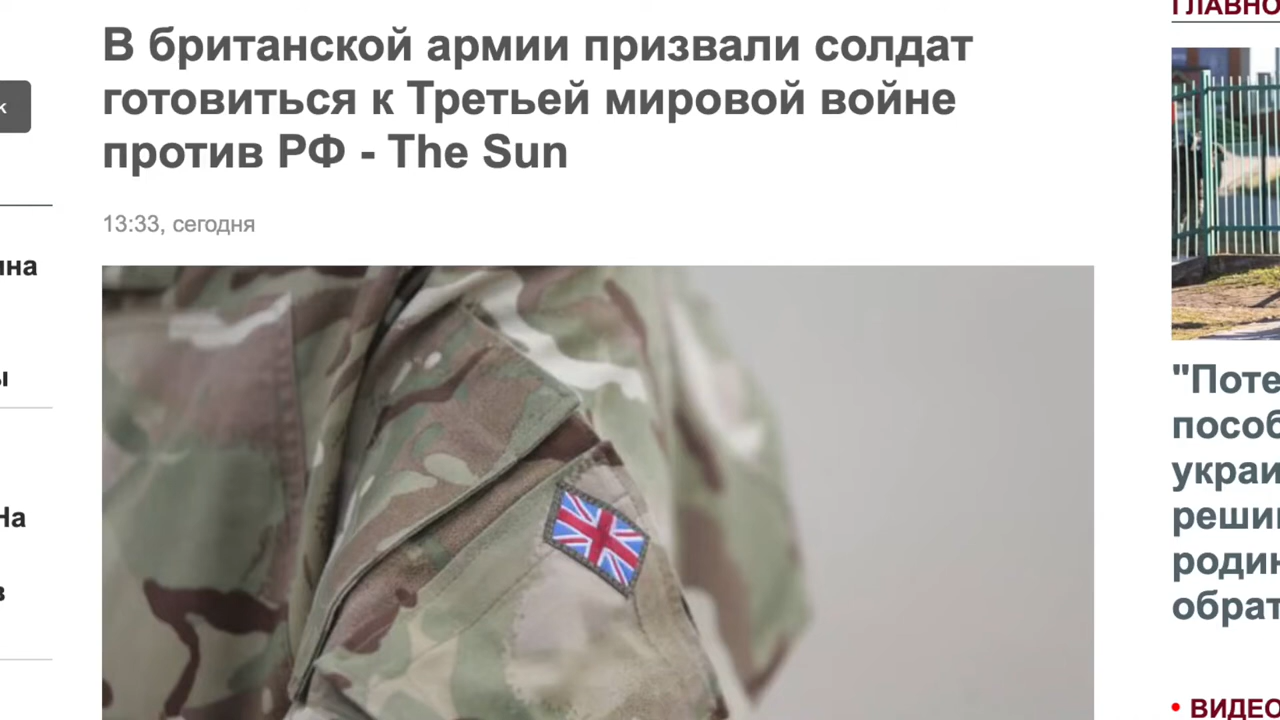 В британской армии призвали солдат
готовиться к Третьей мировой войне
против РФ - The Sun
13:33, сегодня
На
"Поте
пособ
украи
реши
родин
обрат
ГЛАВНО
• ВИДЕО